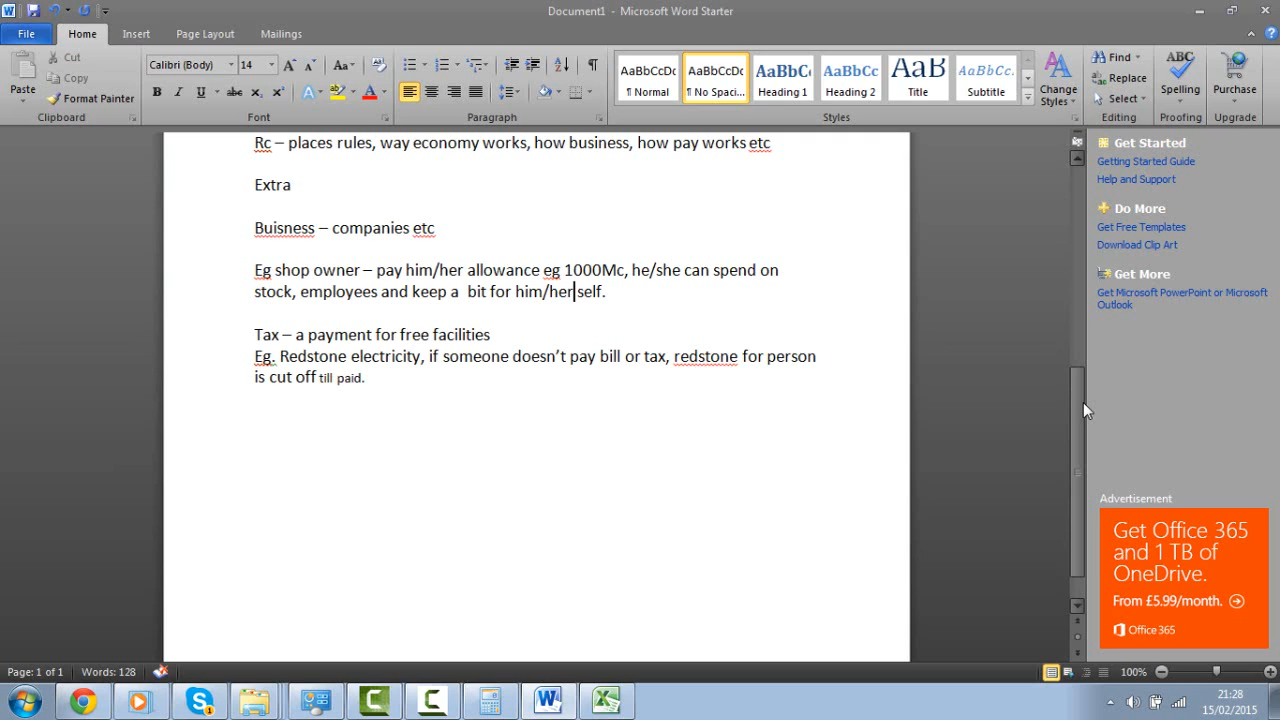 Document1 - Microsoft Word Starter
File Home Insert Page Layout Mailings
Cut
Copy
Format Painter
Paste
Calibri (Body) 14
AaBbCcDc AaBbCcDc AaBbC AaBbCc AaB AaBbCc.
¶ Normal ¶ No Spaci... Heading 1 Heading 2 Title Subtitle
Change Styles
Find
Replace
Select
Spelling
Purchase
Clipboard Font Paragraph Styles Editing Proofing Upgrade
Rc – places rules, way economy works, how business, how pay works etc
Extra
Buisness – companies etc
Eg shop owner – pay him/her allowance eg 1000Mc, he/she can spend on
stock, employees and keep a  bit for him/herself.
Tax – a payment for free facilities
Eg. Redstone electricity, if someone doesn't pay bill or tax, redstone for person
is cut off till paid.
Get Started
Getting Started Guide
Help and Support
Do More
Get Free Templates
Download Clip Art
Get More
Get Microsoft PowerPoint or Microsoft
Outlook
Advertisement
Get Office 365
and 1 TB of
OneDrive.
From £5.99/month.
Office 365
Page: 1 of 1 Words: 128 100%
21:28
15/02/2015